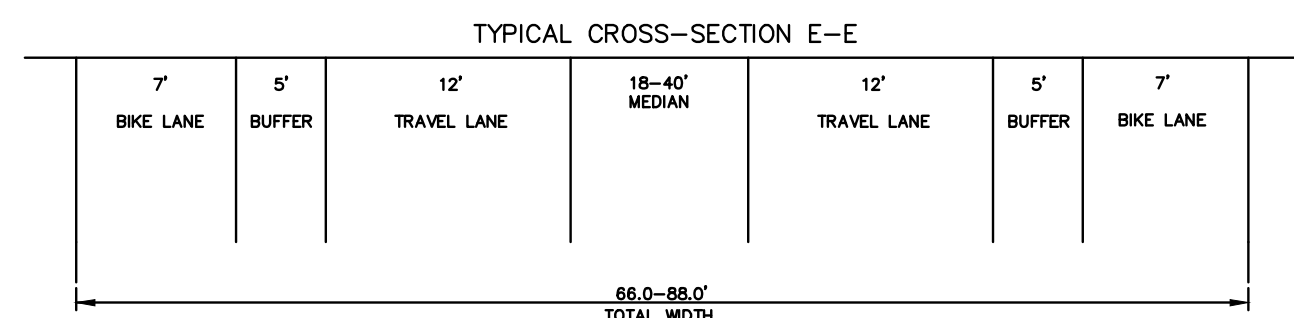 TYPICAL CROSS-SECTION E-E
7' 5' 12' 18-40' 12' 5' 7'
BIKE LANE BUFFER TRAVEL LANE MEDIAN TRAVEL LANE BUFFER BIKE LANE
66.0-88.0'
TOTAL WIDTH